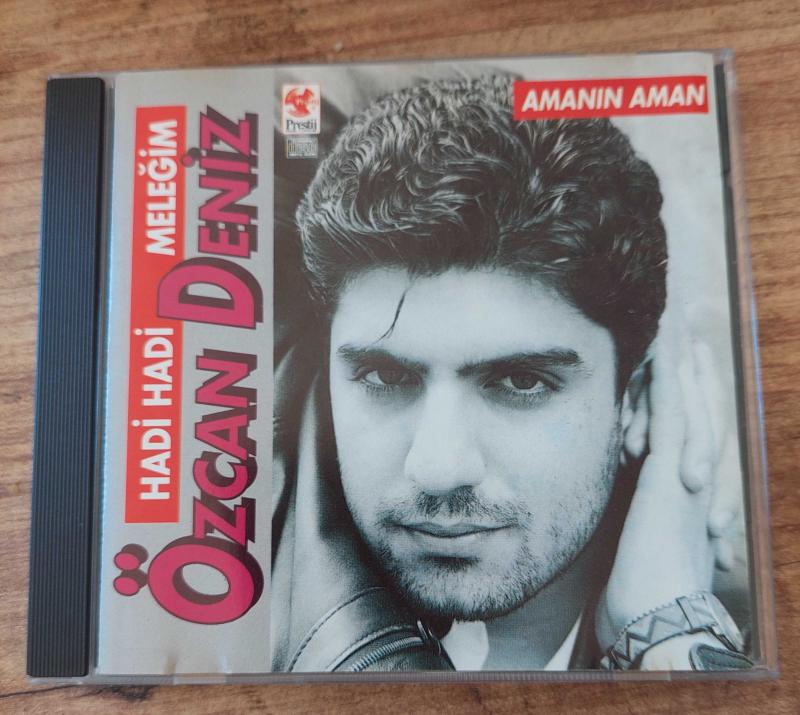 HADİ HADİ MELEĞİM
ÖZCAN DENİZ
Prestij
AMANIN AMAN